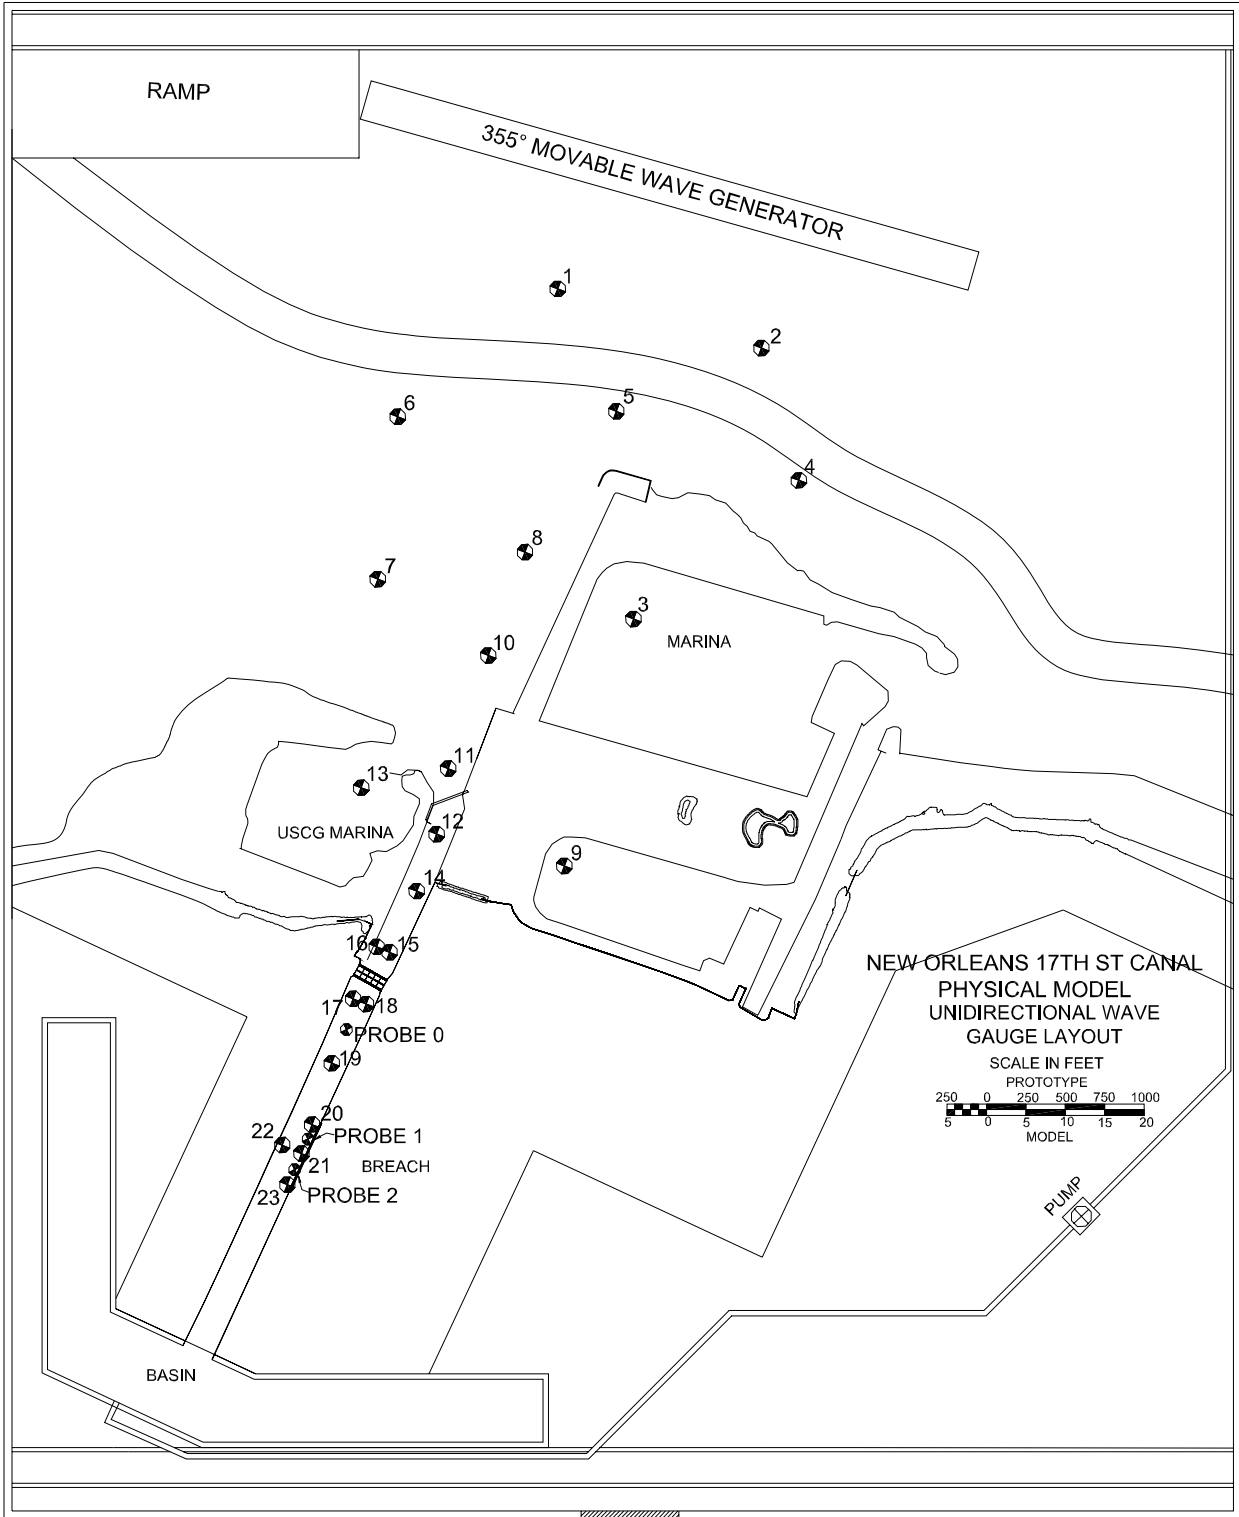 RAMP
355° MOVABLE WAVE GENERATOR
1
2
5
6
4
8
7
3
MARINA
10
11
13
12
USCG MARINA
9
14
16
15
17
18
PROBE 0
19
20
PROBE 1
22
21
BREACH
23
PROBE 2
NEW ORLEANS 17TH ST CANAL
PHYSICAL MODEL
UNIDIRECTIONAL WAVE
GAUGE LAYOUT
SCALE IN FEET
PROTOTYPE
250 0 250 500 750 1000
5 0 5 10 15 20
MODEL
PUMP
BASIN